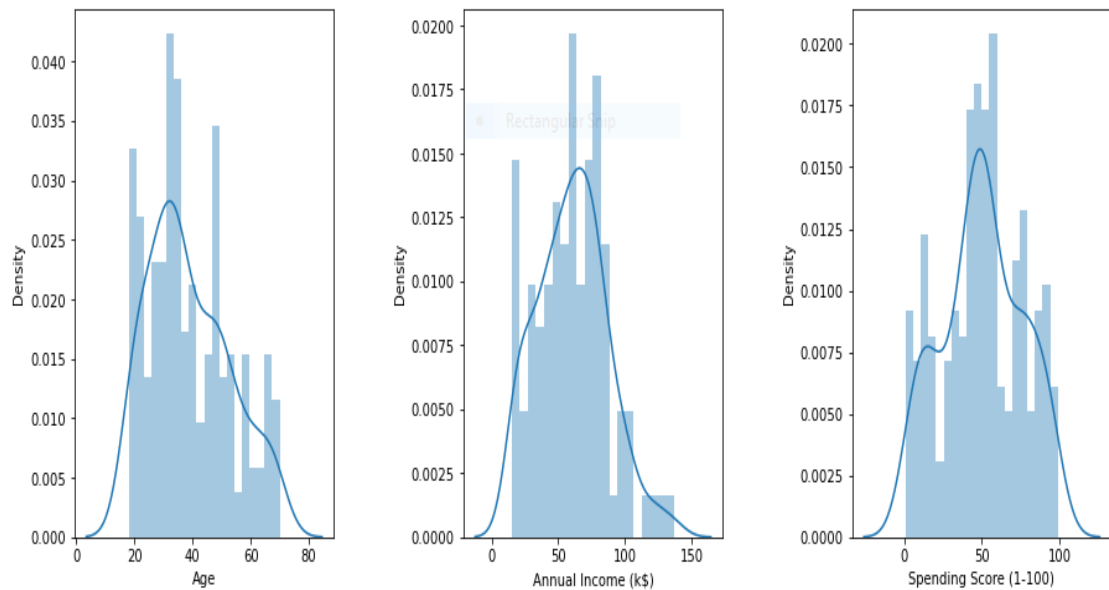 0.040
0.035
0.030
0.025
0.020
0.015
0.010
0.005
0.000
Density
0 20 40 60 80
Age
0.0200
0.0175
0.0150
0.0125
0.0100
0.0075
0.0050
0.0025
0.0000
Density
0 50 100 150
Annual Income (k$)
Rectangular Snip
0.0200
0.0175
0.0150
0.0125
0.0100
0.0075
0.0050
0.0025
0.0000
Density
0 50 100
Spending Score (1-100)